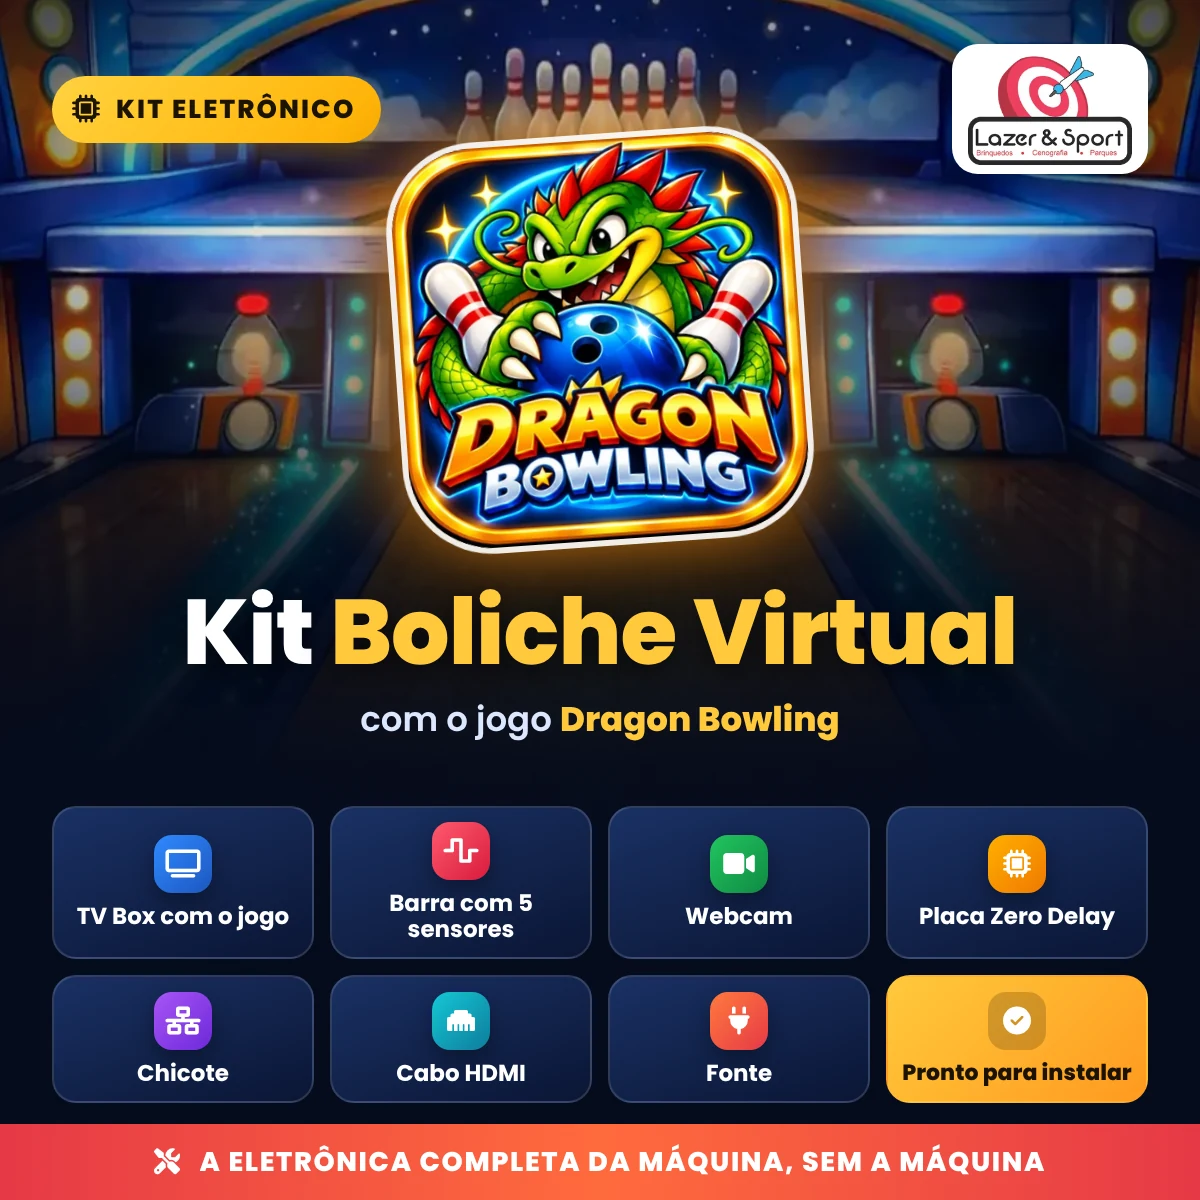 KIT ELETRÔNICO
Lazer & Sport
Brinquedos • Cenografia • Parques
DRAGON
BOWLING
Kit Boliche Virtual
com o jogo Dragon Bowling
TV Box com o jogo
Barra com 5
sensores
Webcam
Placa Zero Delay
Chicote
Cabo HDMI
Fonte
Pronto para instalar
A ELETRÔNICA COMPLETA DA MÁQUINA, SEM A MÁQUINA